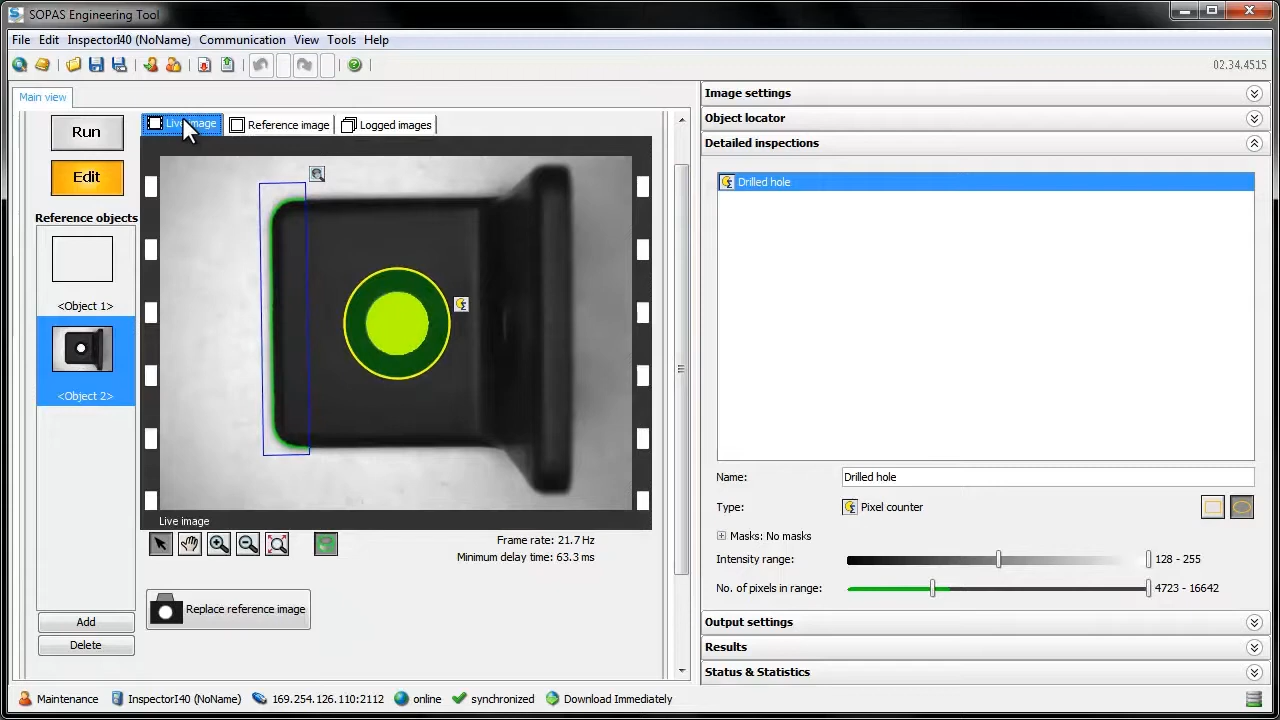 SOPAS Engineering Tool
File Edit InspectorI40 (NoName) Communication View Tools Help
02.34.4515
Main view
Run
Edit
Reference objects
<Object 1>
<Object 2>
Add
Delete
Live image Reference image Logged images
Live image
Frame rate: 21.7 Hz
Minimum delay time: 63.3 ms
Replace reference image
Image settings
Object locator
Detailed inspections
Drilled hole
Name: Drilled hole
Type: Pixel counter
Masks: No masks
Intensity range: 128 - 255
No. of pixels in range: 4723 - 16642
Output settings
Results
Status & Statistics
Maintenance InspectorI40 (NoName) 169.254.126.110:2112 online synchronized Download Immediately